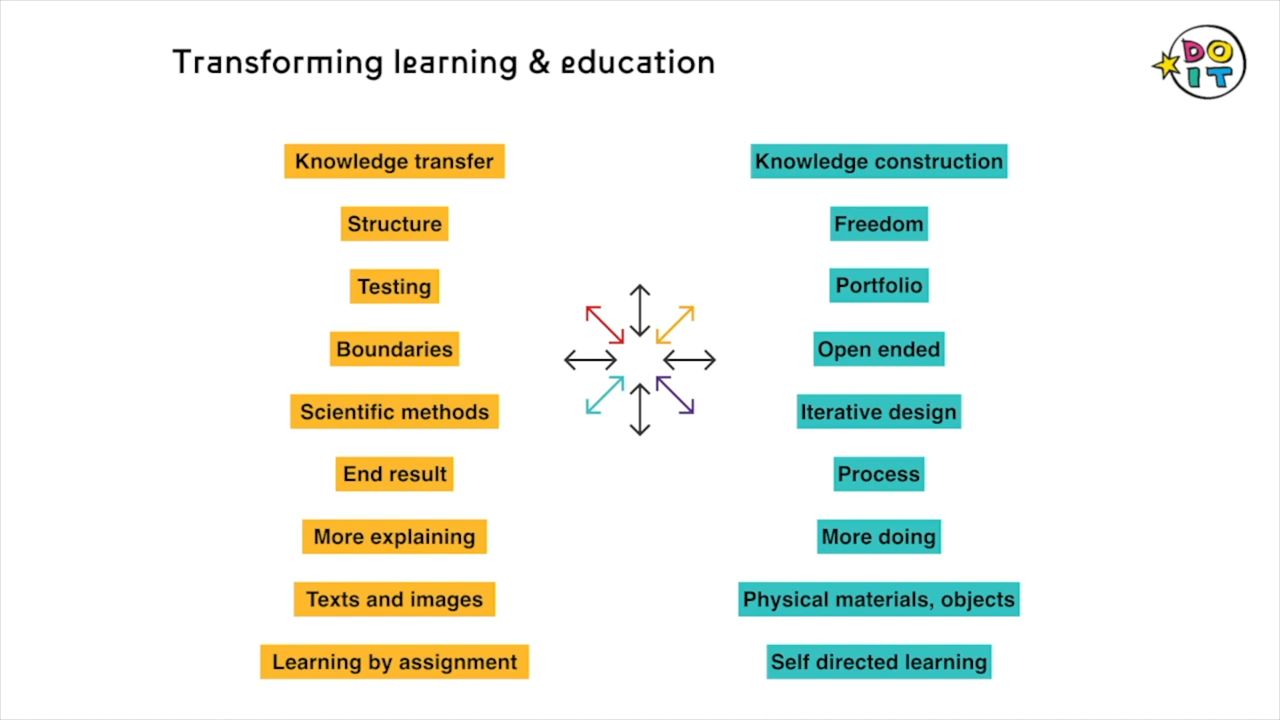 Transforming learning & education
DO
IT
Knowledge transfer
Knowledge construction
Structure
Freedom
Testing
Portfolio
Boundaries
Open ended
Scientific methods
Iterative design
End result
Process
More explaining
More doing
Texts and images
Physical materials, objects
Learning by assignment
Self directed learning